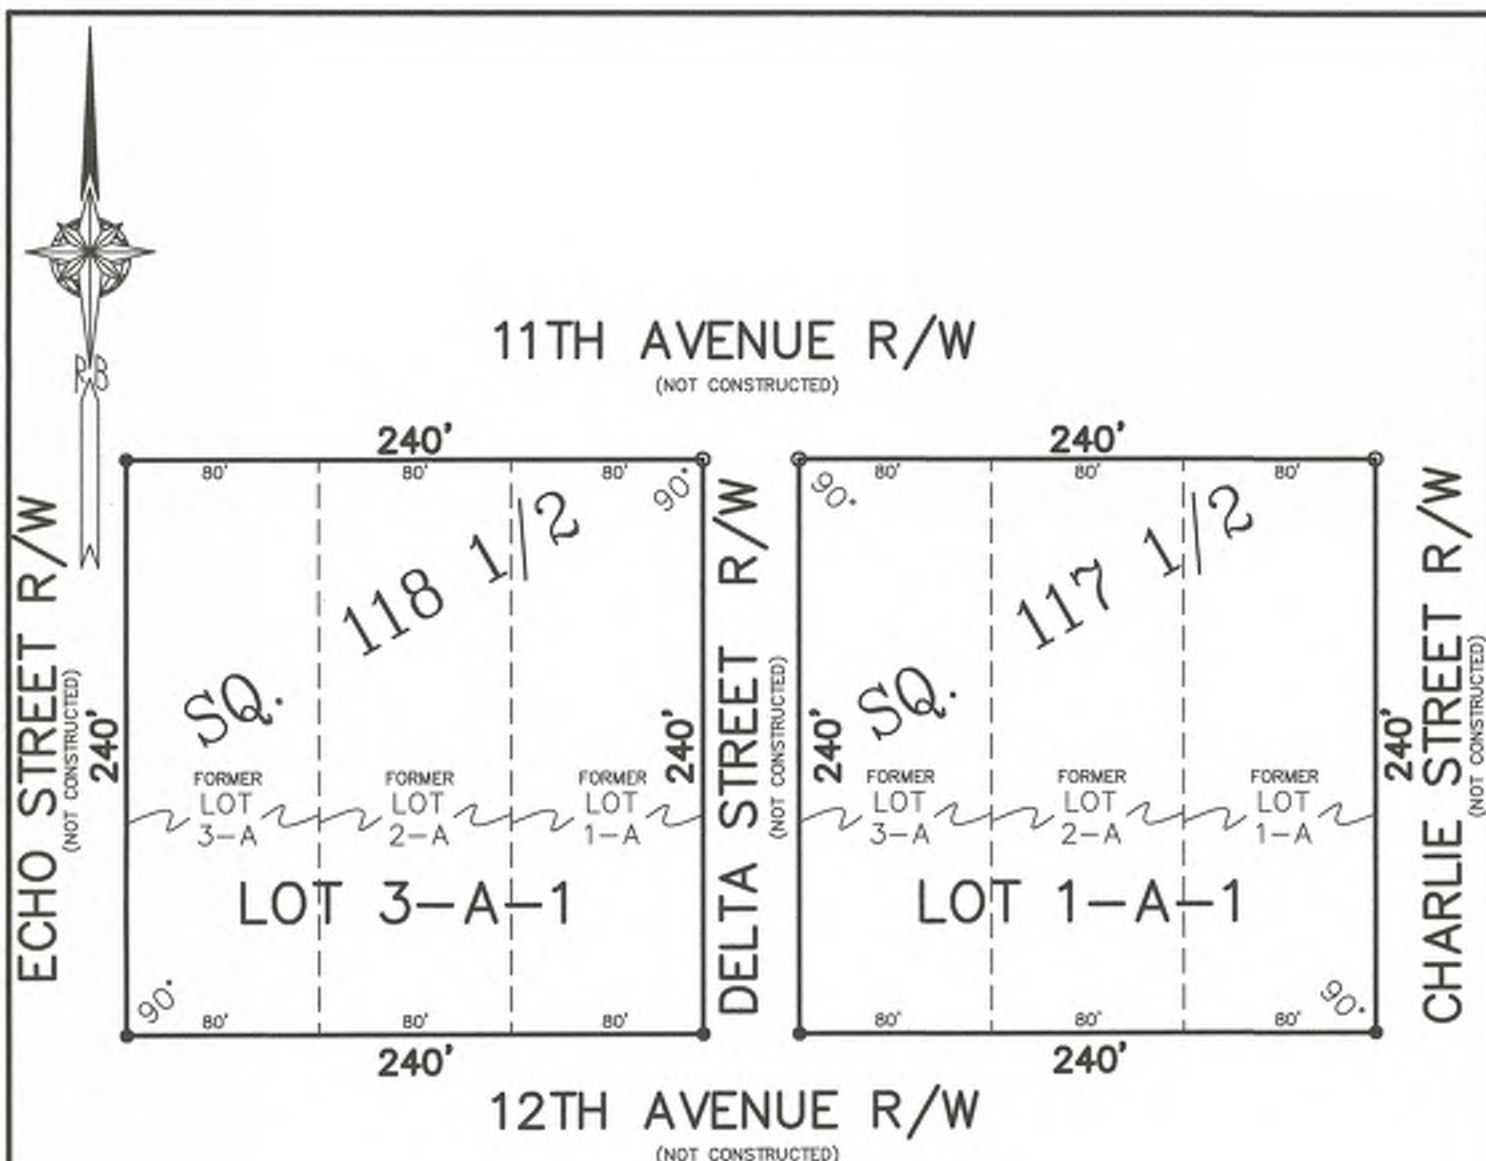 R B
11TH AVENUE R/W
(NOT CONSTRUCTED)
240'
240'
80'
80'
80'
80'
80'
80'
90°
90°
SQ. 118 1/2
SQ. 117 1/2
ECHO STREET R/W
(NOT CONSTRUCTED)
240'
240'
DELTA STREET R/W
(NOT CONSTRUCTED)
240'
240'
CHARLIE STREET R/W
(NOT CONSTRUCTED)
FORMER
LOT
3-A
FORMER
LOT
2-A
FORMER
LOT
1-A
FORMER
LOT
3-A
FORMER
LOT
2-A
FORMER
LOT
1-A
LOT 3-A-1
LOT 1-A-1
90°
90°
80'
80'
80'
80'
80'
80'
240'
240'
12TH AVENUE R/W
(NOT CONSTRUCTED)